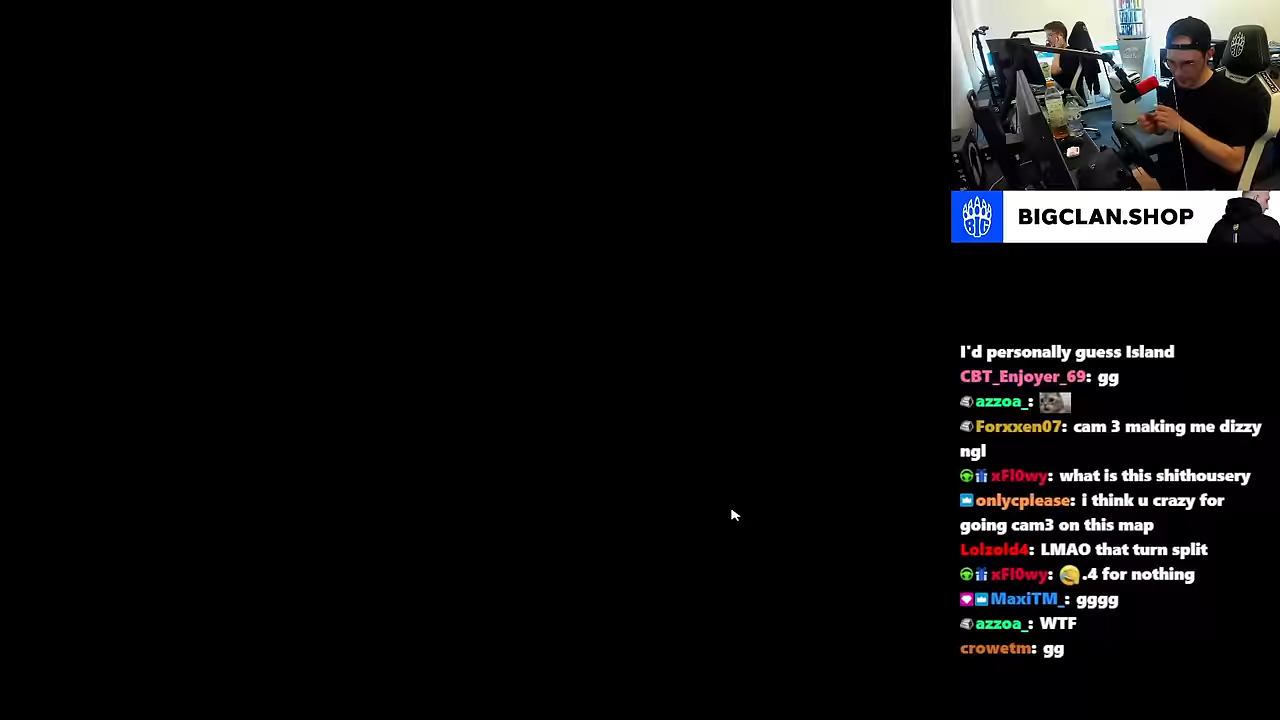 BIG
BIGCLAN.SHOP
I'd personally guess Island
CBT_Enjoyer_69: gg
azzoa_:
Forxxen07: cam 3 making me dizzy
ngl
xFl0wy: what is this shithousery
onlycplease: i think u crazy for
going cam3 on this map
Lolzold4: LMAO that turn split
xFl0wy: 😂.4 for nothing
MaxiTM_: gggg
azzoa_: WTF
crowetm: gg